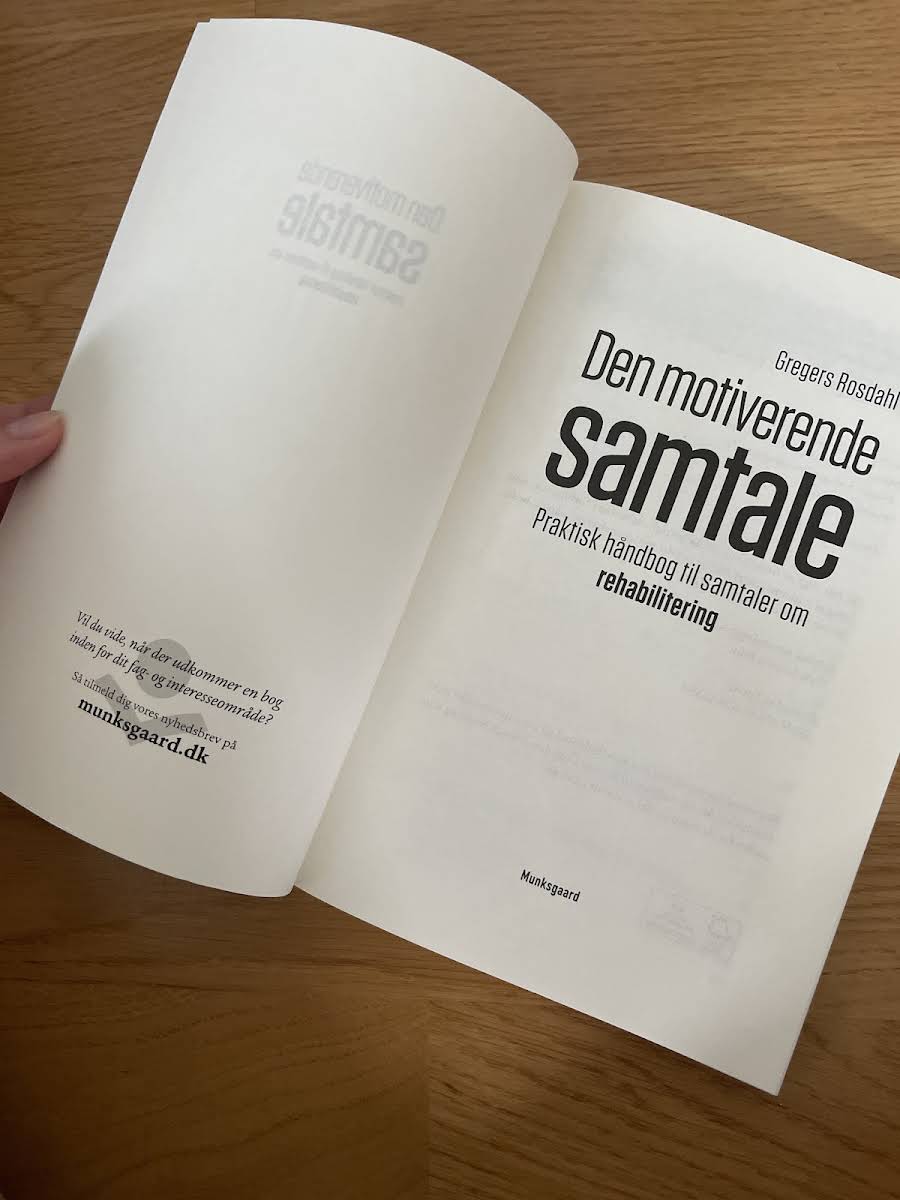 Vil du vide, når der udkommer en bog
inden for dit fag- og interesseområde?
Så tilmeld dig vores nyhedsbrev på
munksgaard.dk
Gregers Rosdahl
Den motiverende
samtale
Praktisk håndbog til samtaler om
rehabilitering
Munksgaard